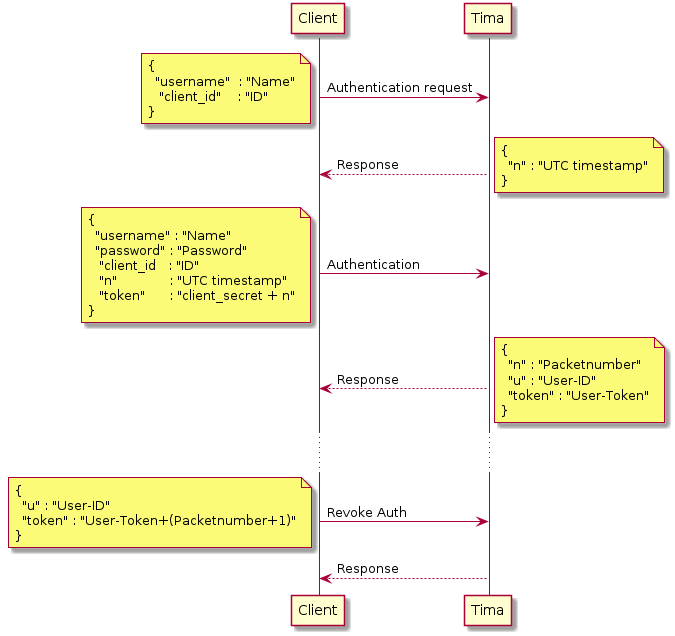 Client Tima
{
"username" : "Name"
"client_id" : "ID"
}
Authentication request
Response
{
"n" : "UTC timestamp"
}
{
"username" : "Name"
"password" : "Password"
"client_id : "ID"
"n" : "UTC timestamp"
"token" : "client_secret + n"
}
Authentication
Response
{
"n" : "Packetnumber"
"u" : "User-ID"
"token" : "User-Token"
}
{
"u" : "User-ID"
"token" : "User-Token+(Packetnumber+1)"
}
Revoke Auth
Response
Client Tima